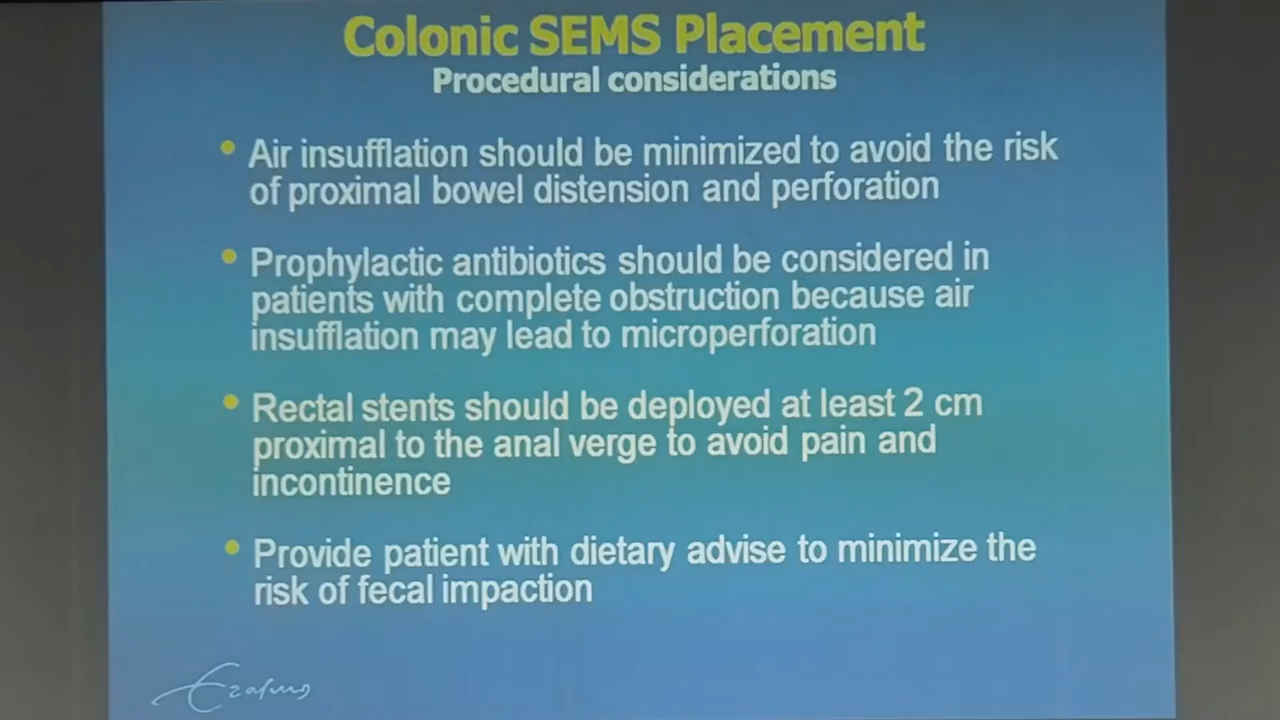 Colonic SEMS Placement
Procedural considerations
• Air insufflation should be minimized to avoid the risk
of proximal bowel distension and perforation
• Prophylactic antibiotics should be considered in
patients with complete obstruction because air
insufflation may lead to microperforation
• Rectal stents should be deployed at least 2 cm
proximal to the anal verge to avoid pain and
incontinence
• Provide patient with dietary advise to minimize the
risk of fecal impaction
Erasmus